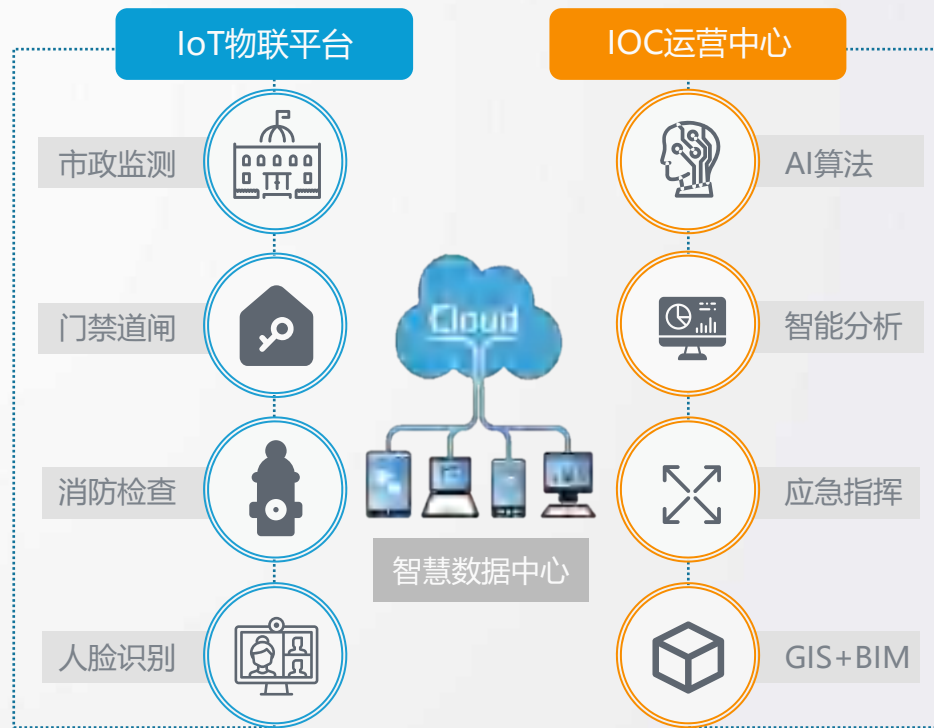 IoT物联平台
IOC运营中心
市政监测
AI算法
门禁道闸
Cloud
智能分析
消防检查
应急指挥
智慧数据中心
人脸识别
GIS+BIM